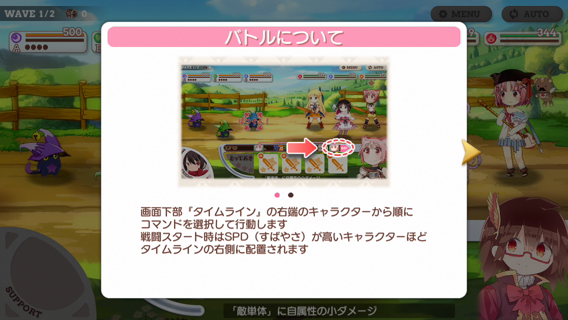 WAVE 1/2
0
MENU
AUTO
500
344
バトルについて
画面下部「タイムライン」の右端のキャラクターから順に
コマンドを選択して行動します
戦闘スタート時はSPD（すばやさ）が高いキャラクターほど
タイムラインの右側に配置されます
SUPPORT
「敵単体」に自属性の小ダメージ